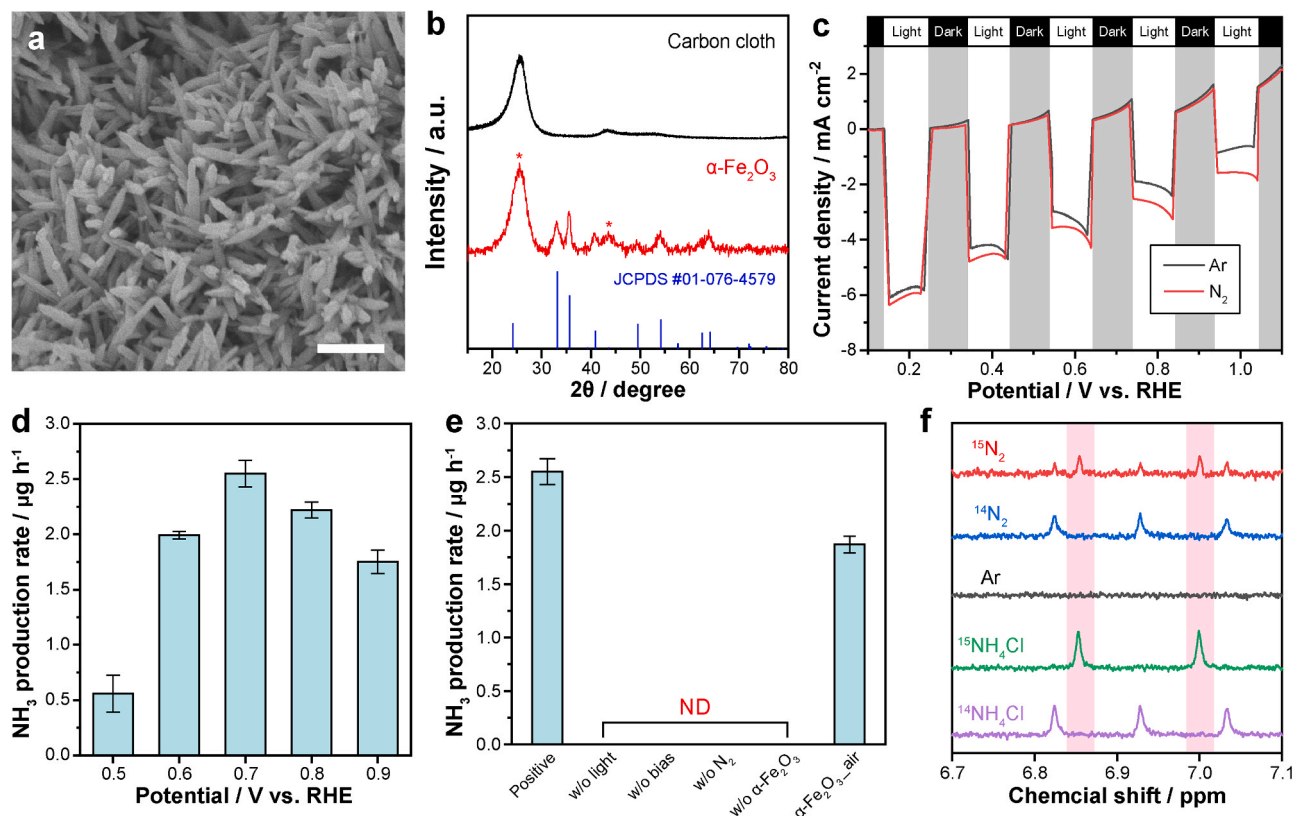 a
b
Carbon cloth
*
α-Fe₂O₃
*
JCPDS #01-076-4579
Intensity / a.u.
20 30 40 50 60 70 80
2θ / degree
c
Light Dark Light Dark Light Dark Light Dark Light
2
0
-2
-4
-6
-8
Current density / mA cm⁻²
Ar
N₂
0.2 0.4 0.6 0.8 1.0
Potential / V vs. RHE
d
3.0
2.5
2.0
1.5
1.0
0.5
0.0
NH₃ production rate / µg h⁻¹
0.5 0.6 0.7 0.8 0.9
Potential / V vs. RHE
e
3.0
2.5
2.0
1.5
1.0
0.5
0.0
NH₃ production rate / µg h⁻¹
ND
Positive
w/o light
w/o bias
w/o N₂
w/o α-Fe₂O₃
α-Fe₂O₃_air
f
¹⁵N₂
¹⁴N₂
Ar
¹⁵NH₄Cl
¹⁴NH₄Cl
6.7 6.8 6.9 7.0 7.1
Chemcial shift / ppm